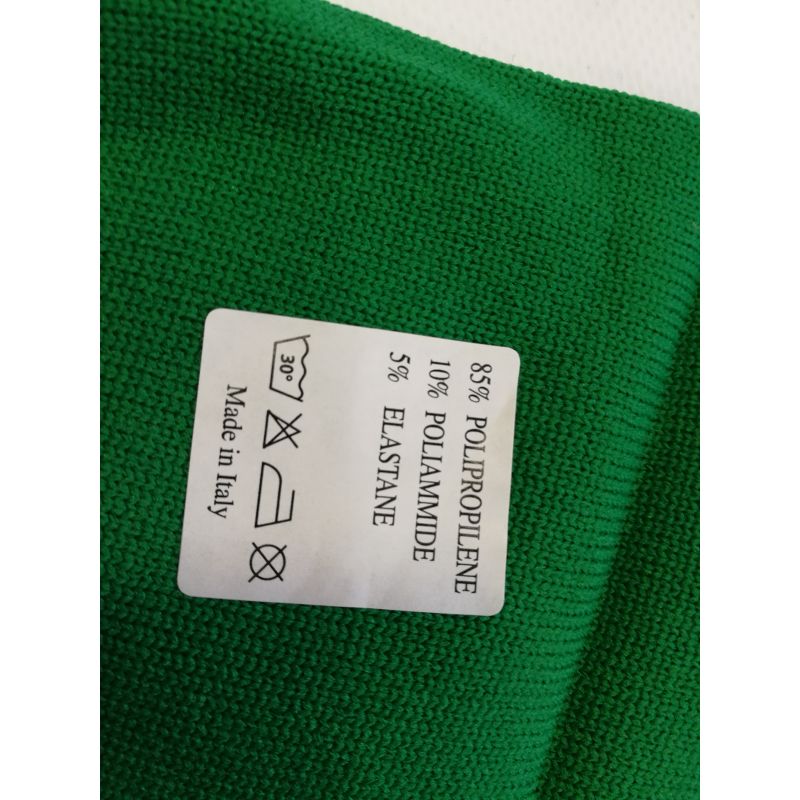 85% POLIPROPILENE
10% POLIAMMIDE
5% ELASTANE
30°
Made in Italy